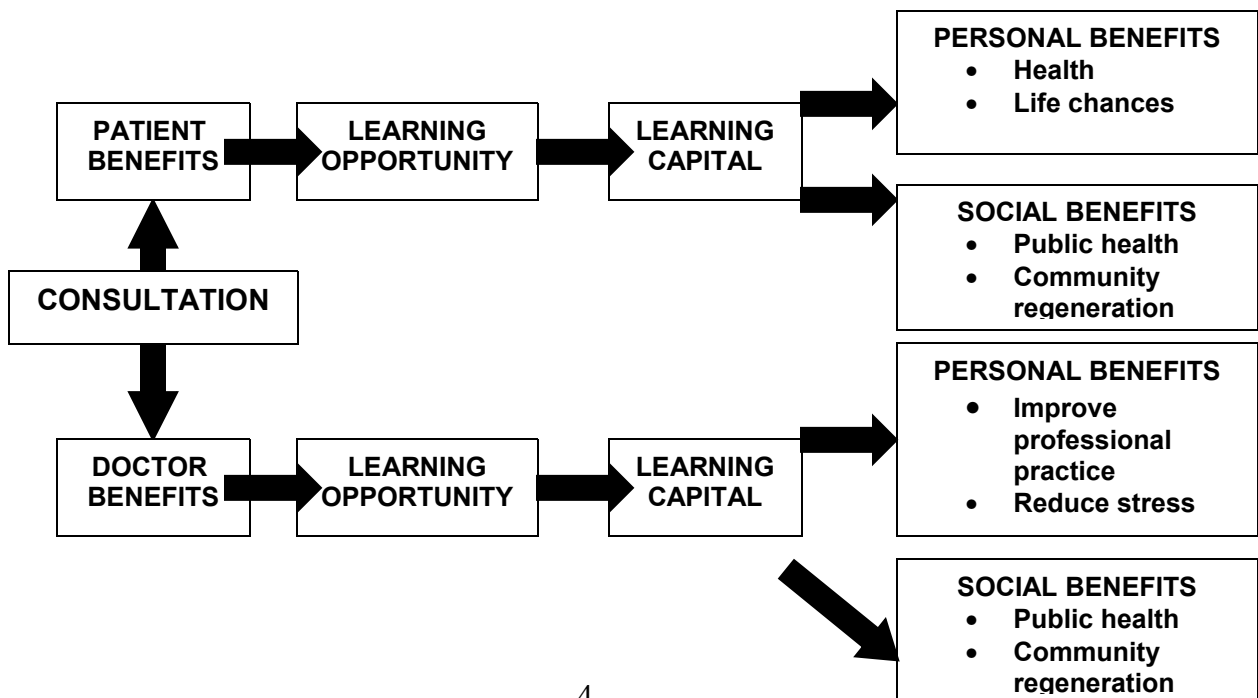 PERSONAL BENEFITS
• Health
• Life chances
PATIENT
BENEFITS
LEARNING
OPPORTUNITY
LEARNING
CAPITAL
SOCIAL BENEFITS
• Public health
• Community
regeneration
CONSULTATION
PERSONAL BENEFITS
• Improve
professional
practice
• Reduce stress
DOCTOR
BENEFITS
LEARNING
OPPORTUNITY
LEARNING
CAPITAL
SOCIAL BENEFITS
• Public health
• Community
regeneration
4